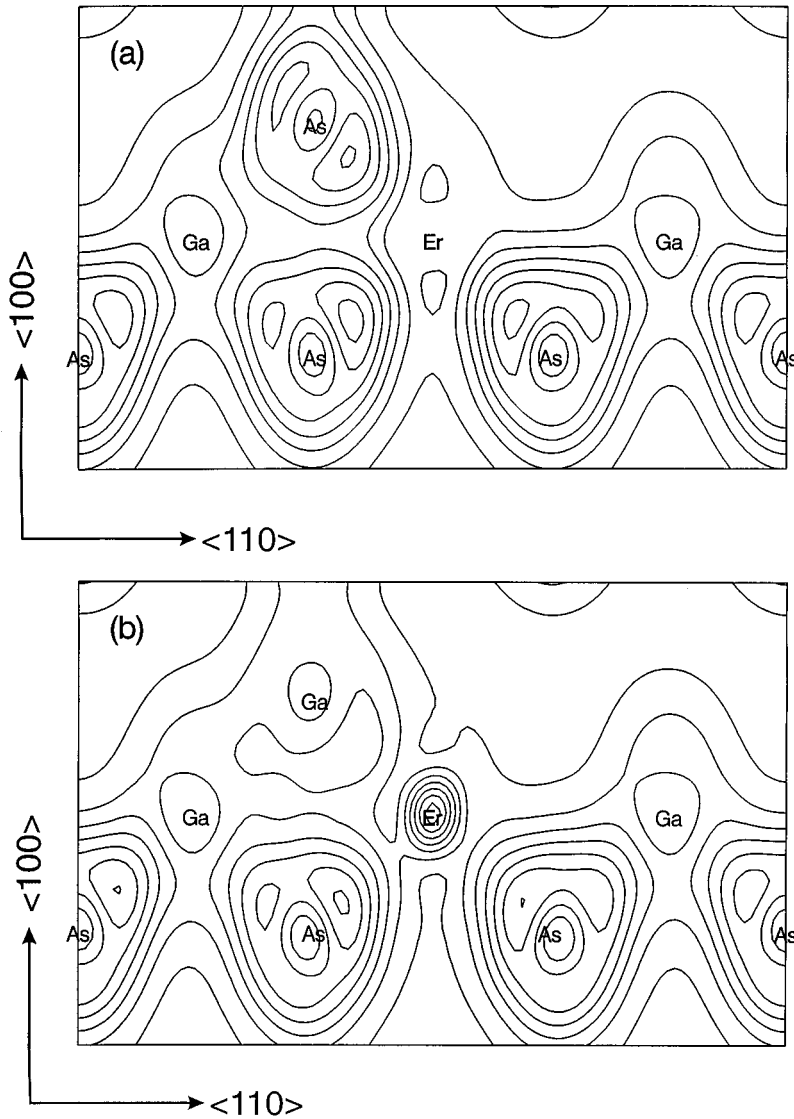 (a)
As
Ga Er Ga
As As As As
<100>
<110>
(b)
Ga
Ga Er Ga
As As As As
<100>
<110>